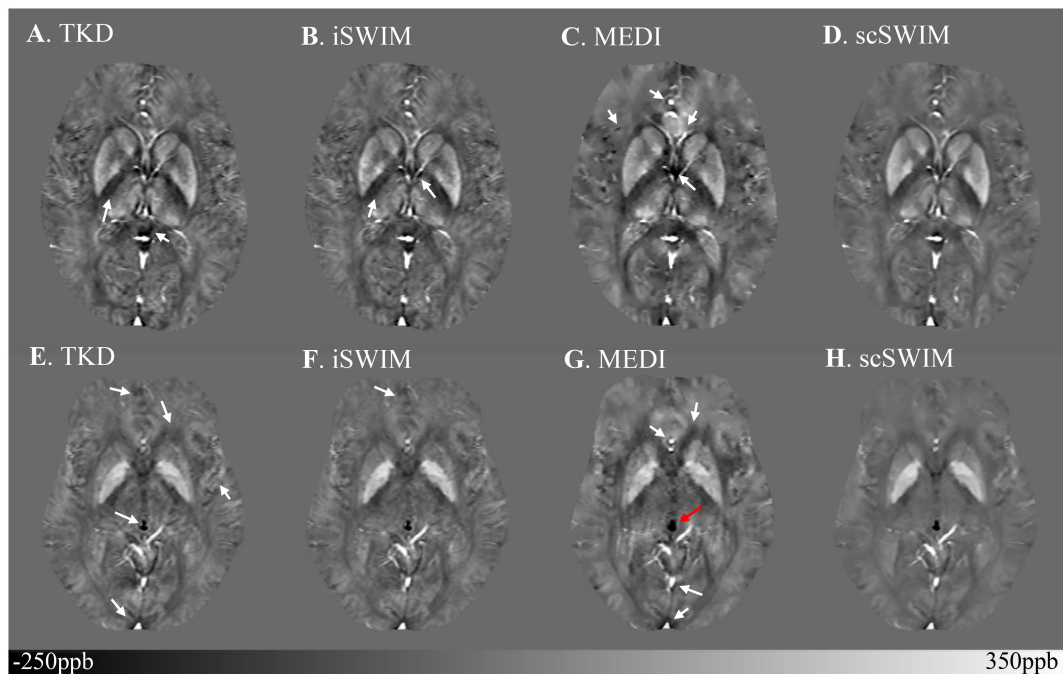 A. TKD
B. iSWIM
C. MEDI
D. scSWIM
E. TKD
F. iSWIM
G. MEDI
H. scSWIM
-250ppb
350ppb